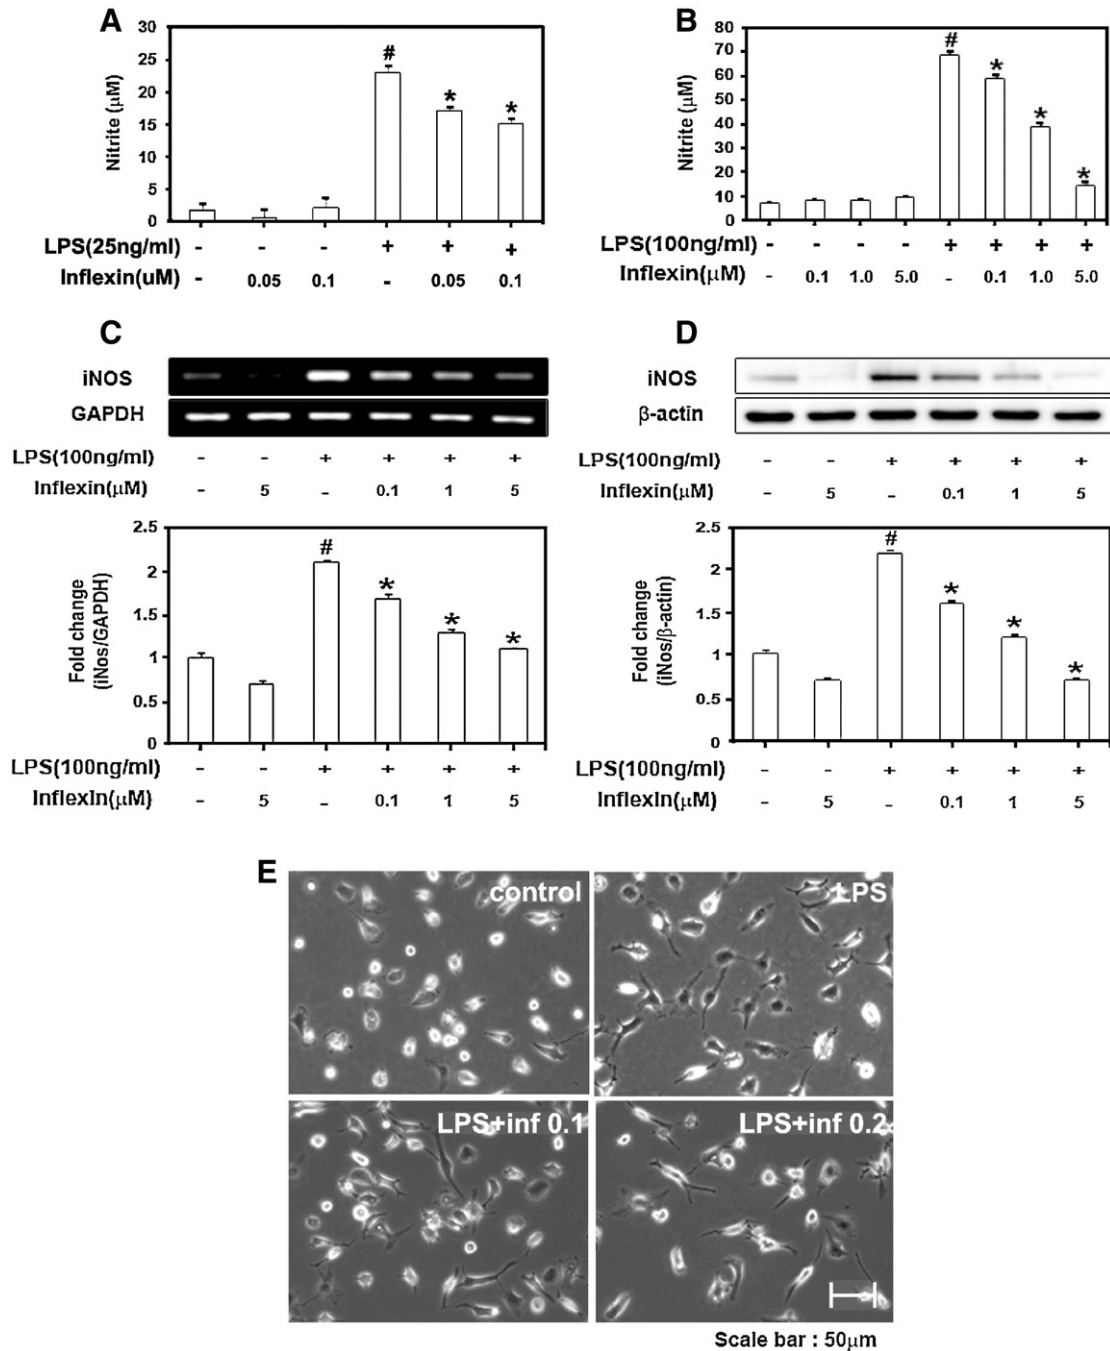 A
30
#
25
*
20
*
15
10
5
0
Nitrite (μM)
LPS(25ng/ml) - - - + + +
Inflexin(uM) - 0.05 0.1 - 0.05 0.1
B
80
#
70
*
60
50
*
40
30
*
20
10
0
Nitrite (μM)
LPS(100ng/ml) - - - - + + + +
Inflexin(μM) - 0.1 1.0 5.0 - 0.1 1.0 5.0
C
iNOS
GAPDH
LPS(100ng/ml) - - + + + +
Inflexin(μM) - 5 - 0.1 1 5
2.5
#
2
*
1.5
* *
1
0.5
0
Fold change
(iNos/GAPDH)
LPS(100ng/ml) - - + + + +
Inflexin(μM) - 5 - 0.1 1 5
D
iNOS
β-actin
LPS(100ng/ml) - - + + + +
Inflexin(μM) - 5 - 0.1 1 5
2.5
#
2
*
1.5
*
1
*
0.5
0
Fold change
(iNos/β-actin)
LPS(100ng/ml) - - + + + +
Inflexin(μM) - 5 - 0.1 1 5
E
control
LPS
LPS+inf 0.1
LPS+inf 0.2
Scale bar : 50μm